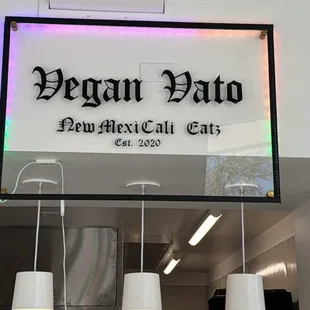 Vegan Vato
NewMexiCali Eatz
Est. 2020